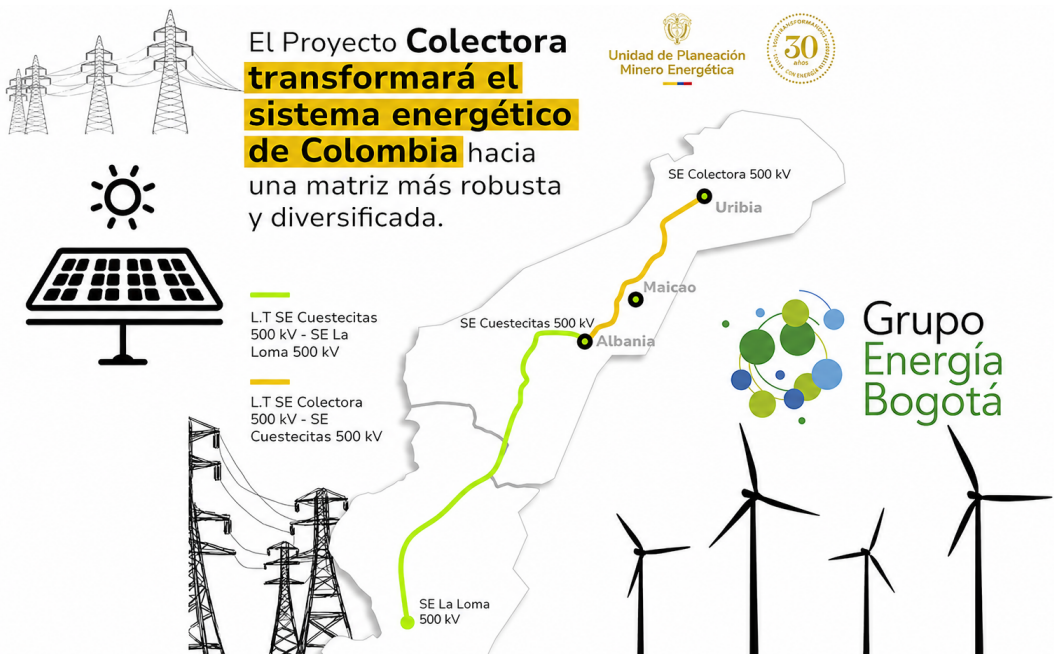 El Proyecto Colectora
transformará el
sistema energético
de Colombia hacia
una matriz más robusta
y diversificada.
Unidad de Planeación
Minero Energética
30
años
TRANSFORMANDO
CON ENERGÍA
SE Colectora 500 kV
Uribia
Maicao
SE Cuestecitas 500 kV
Albania
L.T SE Cuestecitas
500 kV - SE La
Loma 500 kV
L.T SE Colectora
500 kV - SE
Cuestecitas 500 kV
Grupo
Energía
Bogotá
SE La Loma
500 kV